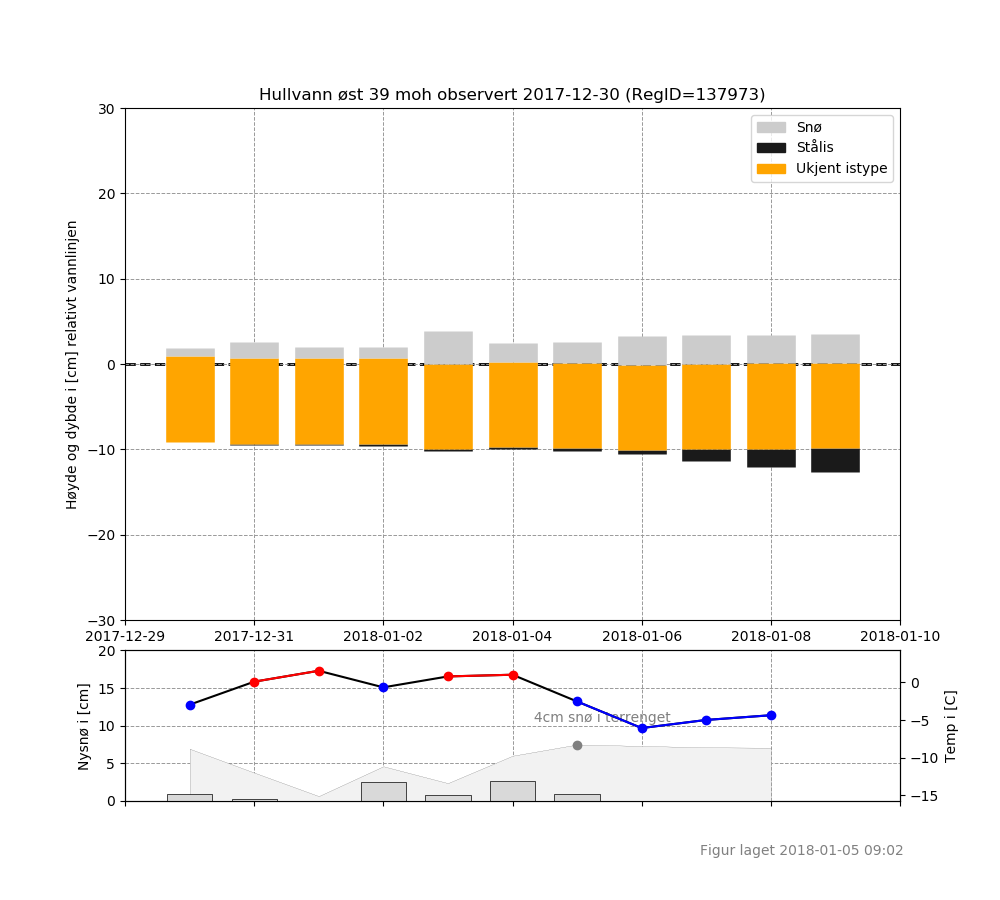 Hullvann øst 39 moh observert 2017-12-30 (RegID=137973)
Høyde og dybde i [cm] relativt vannlinjen
30
20
10
0
−10
−20
−30
Snø
Stålis
Ukjent istype
2017-12-29 2017-12-31 2018-01-02 2018-01-04 2018-01-06 2018-01-08 2018-01-10
Nysnø i [cm]
20
15
10
5
0
4cm snø i terrenget
0
−5
−10
−15
Temp i [C]
Figur laget 2018-01-05 09:02